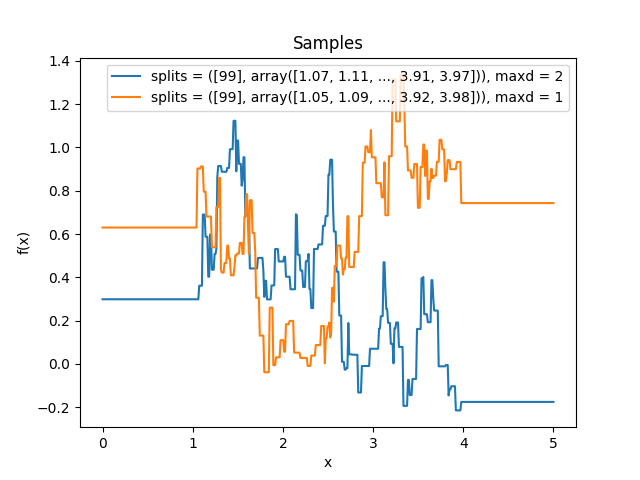 Samples
splits = ([99], array([1.07, 1.11, ..., 3.91, 3.97])), maxd = 2
splits = ([99], array([1.05, 1.09, ..., 3.92, 3.98])), maxd = 1
f(x)
1.4
1.2
1.0
0.8
0.6
0.4
0.2
0.0
−0.2
0 1 2 3 4 5
x